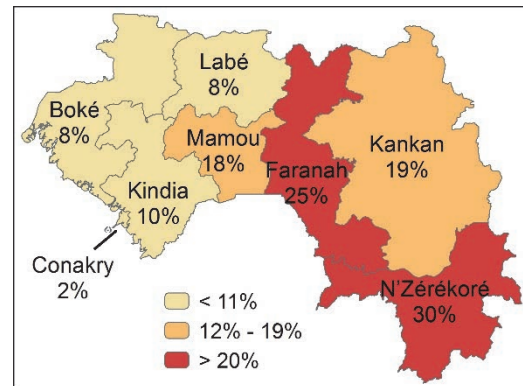 Labé
8%
Boké
8%
Mamou
18%
Kankan
19%
Faranah
25%
Kindia
10%
Conakry
2%
N'Zérékoré
30%
< 11%
12% - 19%
> 20%